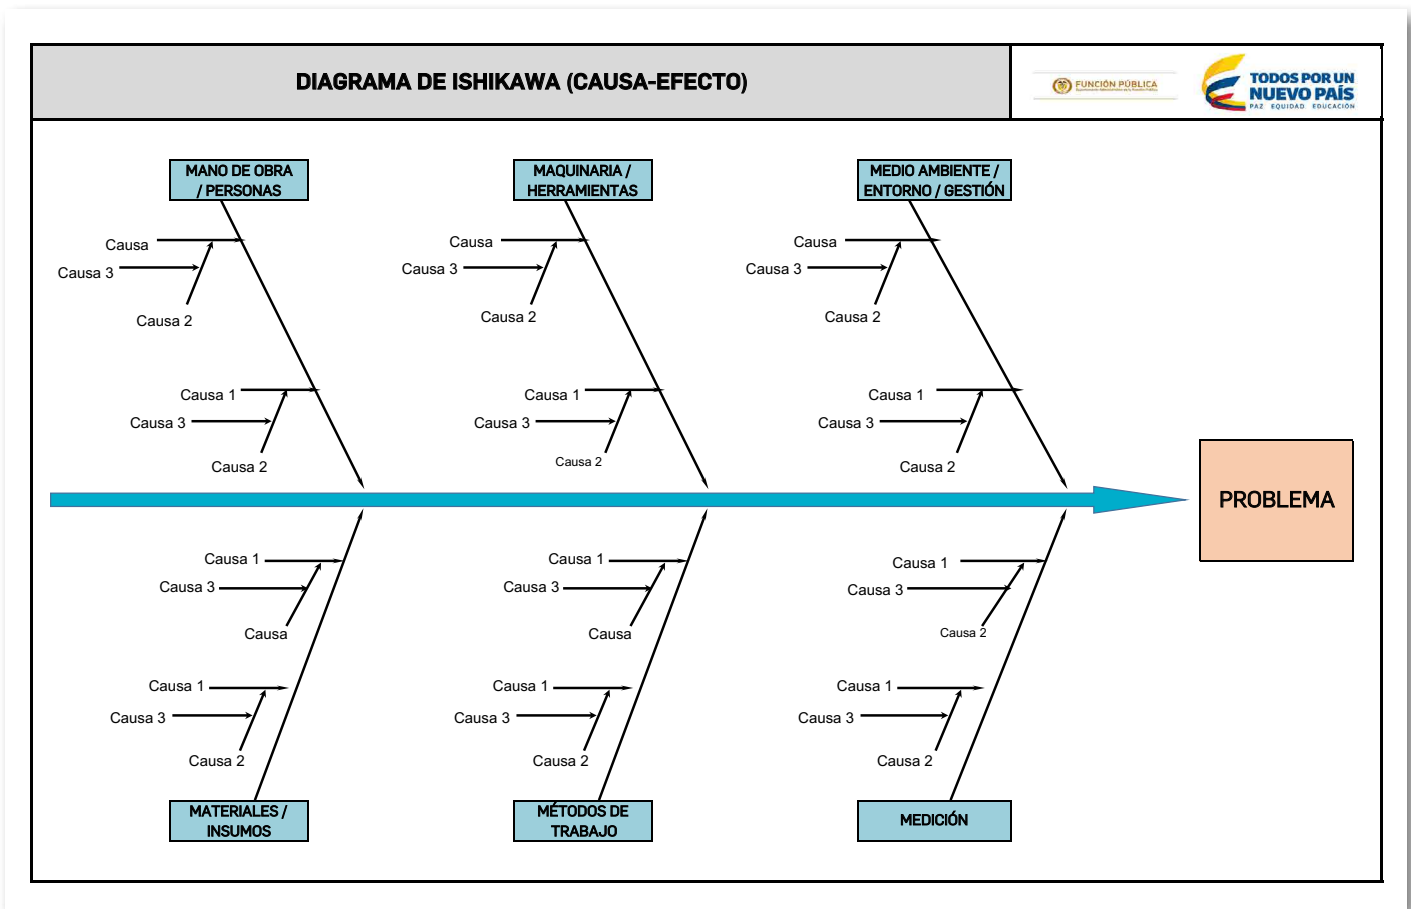 DIAGRAMA DE ISHIKAWA (CAUSA-EFECTO)
FUNCIÓN PÚBLICA
TODOS POR UN
NUEVO PAÍS
PAZ EQUIDAD EDUCACIÓN
MANO DE OBRA
/ PERSONAS
MAQUINARIA /
HERRAMIENTAS
MEDIO AMBIENTE /
ENTORNO / GESTIÓN
Causa
Causa 3
Causa 2
Causa
Causa 3
Causa 2
Causa
Causa 3
Causa 2
Causa 1
Causa 3
Causa 2
Causa 1
Causa 3
Causa 2
Causa 1
Causa 3
Causa 2
PROBLEMA
Causa 1
Causa 3
Causa
Causa 1
Causa 3
Causa
Causa 1
Causa 3
Causa 2
Causa 1
Causa 3
Causa 2
Causa 1
Causa 3
Causa 2
Causa 1
Causa 3
Causa 2
MATERIALES /
INSUMOS
MÉTODOS DE
TRABAJO
MEDICIÓN